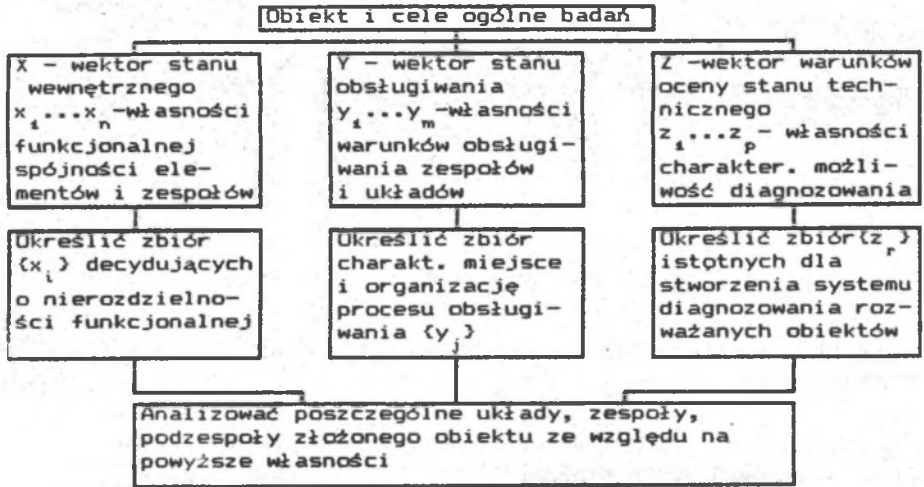 Obiekt i cele ogólne badań
X - wektor stanu
wewnętrznego
x₁...xₙ -własności
funkcjonalnej
spójności ele-
mentów i zespołów
Y - wektor stanu
obsługiwania
y₁...yₘ własności
warunków obsługi-
wania zespołów
i układów
Z -wektor warunków
oceny stanu tech-
nicznego
z₁...zₚ - własności
charakter. możli-
wość diagnozowania
Określić zbiór
{xᵢ} decydujących
o nierozdzielno-
ści funkcjonalnej
Określić zbiór
charakt. miejsce
i organizację
procesu obsługi-
wania {yⱼ}
Określić zbiór{zᵣ}
istotnych dla
stworzenia systemu
diagnozowania roz-
ważanych obiektów
Analizować poszczególne układy, zespoły,
podzespoły złożonego obiektu ze względu na
powyższe własności